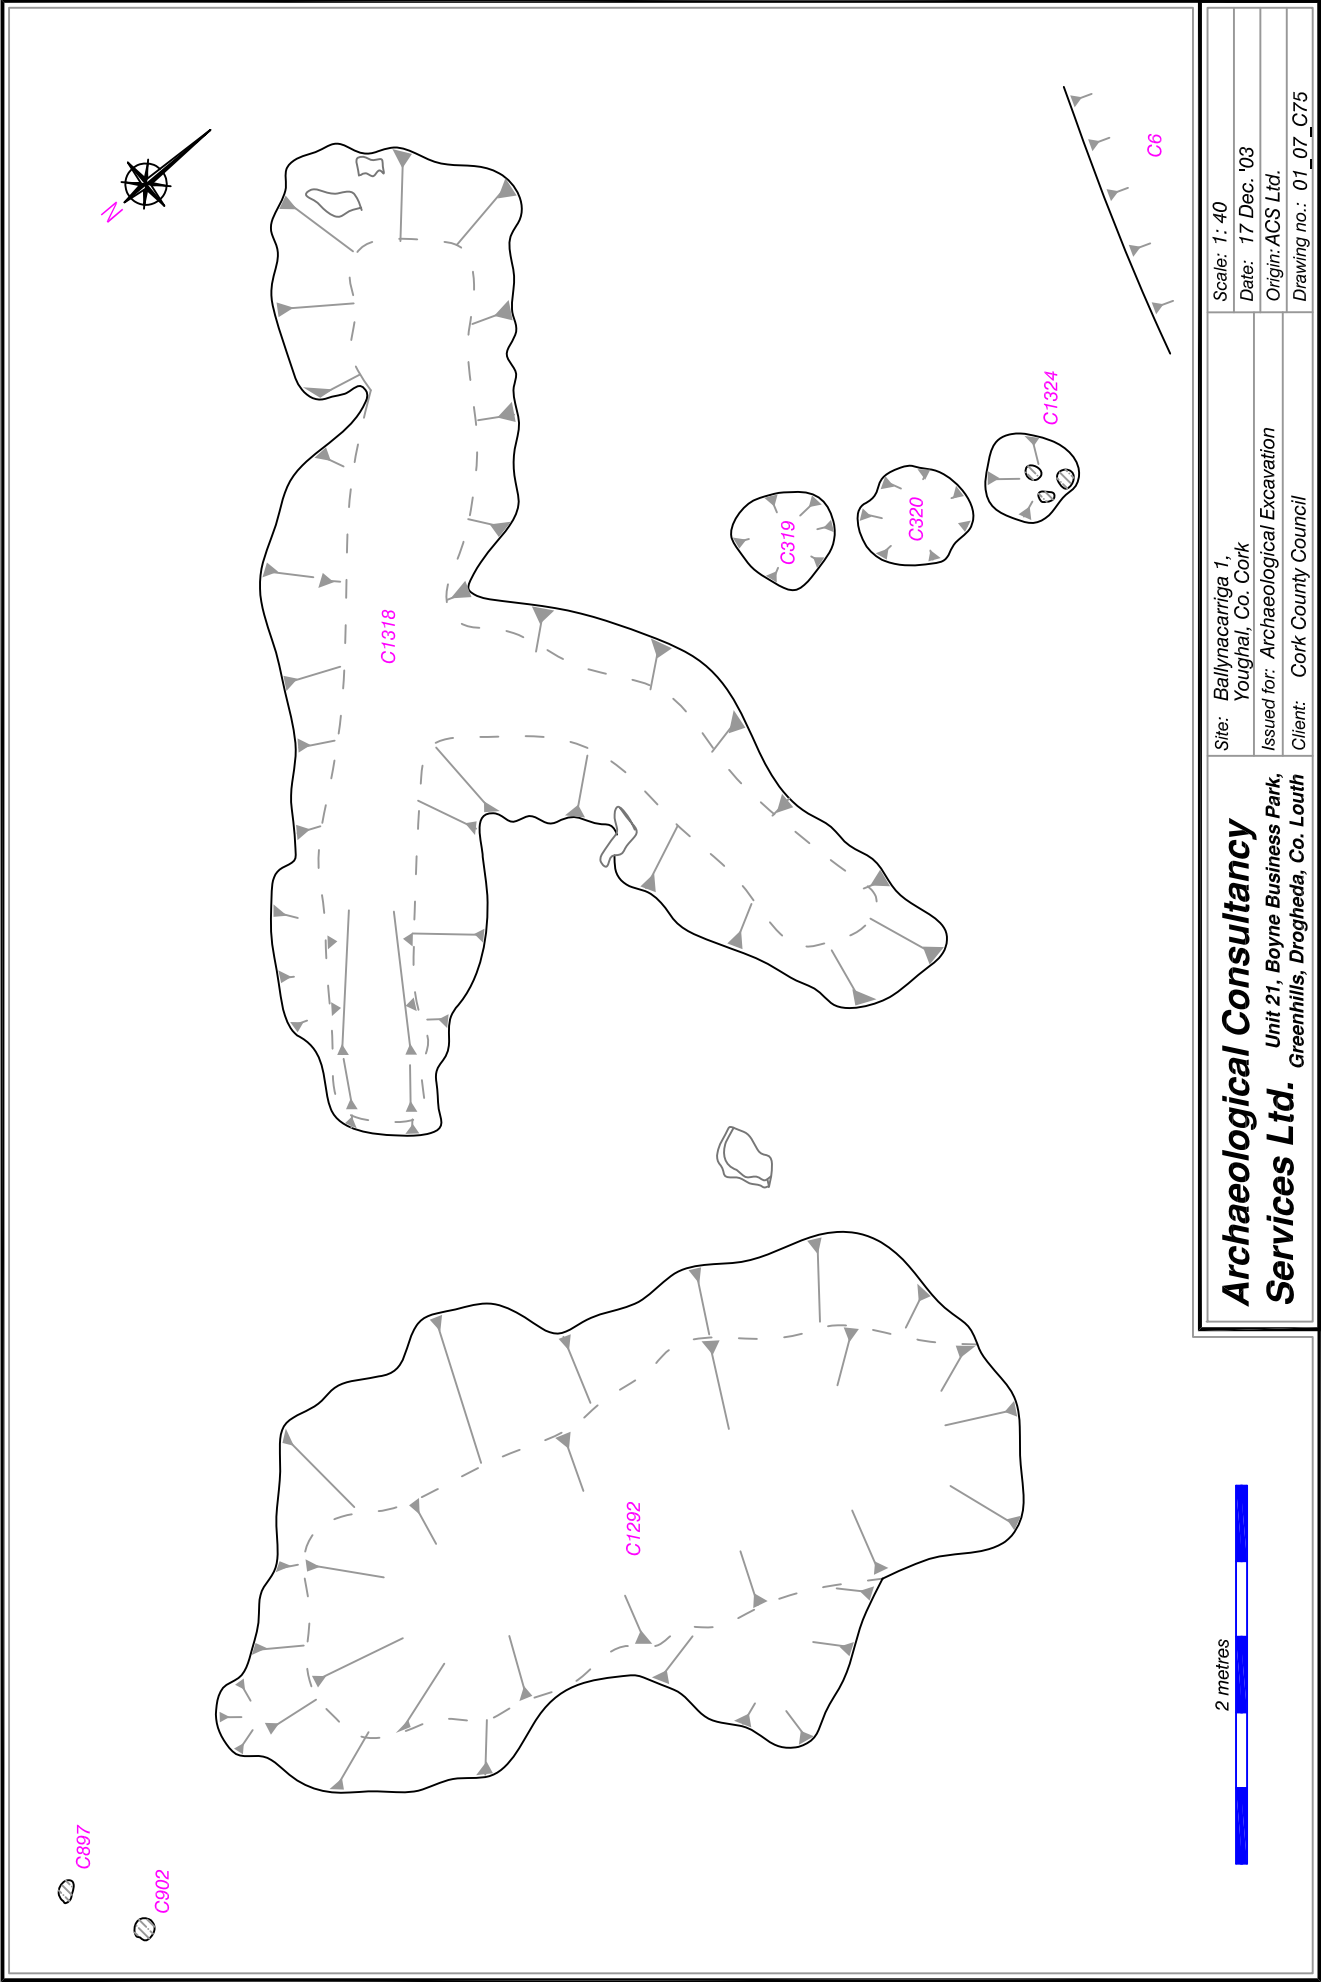 N
C6
C1324
C320
C319
C1318
C1292
C897
C902
2 metres
Archaeological Consultancy
Services Ltd.
Unit 21, Boyne Business Park,
Greenhills, Drogheda, Co. Louth
Site: Ballynacarriga 1,
Youghal, Co. Cork
Issued for: Archaeological Excavation
Client: Cork County Council
Scale: 1: 40
Date: 17 Dec. '03
Origin: ACS Ltd.
Drawing no.: 01_07_C75